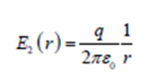 E₂(r) = q/(2πε₀) 1/r